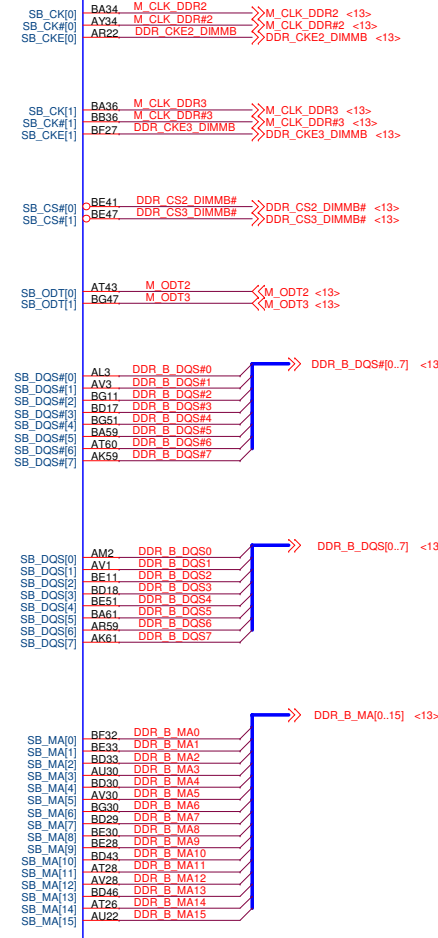 SB_CK[0] BA34 M_CLK_DDR2 M_CLK_DDR2 <13>
SB_CK#[0] AY34 M_CLK_DDR#2 M_CLK_DDR#2 <13>
SB_CKE[0] AR22 DDR_CKE2_DIMMB DDR_CKE2_DIMMB <13>
SB_CK[1] BA36 M_CLK_DDR3 M_CLK_DDR3 <13>
SB_CK#[1] BB36 M_CLK_DDR#3 M_CLK_DDR#3 <13>
SB_CKE[1] BF27 DDR_CKE3_DIMMB DDR_CKE3_DIMMB <13>
SB_CS#[0] BE41 DDR_CS2_DIMMB# DDR_CS2_DIMMB# <13>
SB_CS#[1] BE47 DDR_CS3_DIMMB# DDR_CS3_DIMMB# <13>
SB_ODT[0] AT43 M_ODT2 M_ODT2 <13>
SB_ODT[1] BG47 M_ODT3 M_ODT3 <13>
DDR_B_DQS#[0..7] <13
SB_DQS#[0] AL3 DDR_B_DQS#0
SB_DQS#[1] AV3 DDR_B_DQS#1
SB_DQS#[2] BG11 DDR_B_DQS#2
SB_DQS#[3] BD17 DDR_B_DQS#3
SB_DQS#[4] BG51 DDR_B_DQS#4
SB_DQS#[5] BA59 DDR_B_DQS#5
SB_DQS#[6] AT60 DDR_B_DQS#6
SB_DQS#[7] AK59 DDR_B_DQS#7
DDR_B_DQS[0..7] <13
SB_DQS[0] AM2 DDR_B_DQS0
SB_DQS[1] AV1 DDR_B_DQS1
SB_DQS[2] BE11 DDR_B_DQS2
SB_DQS[3] BD18 DDR_B_DQS3
SB_DQS[4] BE51 DDR_B_DQS4
SB_DQS[5] BA61 DDR_B_DQS5
SB_DQS[6] AR59 DDR_B_DQS6
SB_DQS[7] AK61 DDR_B_DQS7
DDR_B_MA[0..15] <13>
SB_MA[0] BF32 DDR_B_MA0
SB_MA[1] BE33 DDR_B_MA1
SB_MA[2] BD33 DDR_B_MA2
SB_MA[3] AU30 DDR_B_MA3
SB_MA[4] BD30 DDR_B_MA4
SB_MA[5] AV30 DDR_B_MA5
SB_MA[6] BG30 DDR_B_MA6
SB_MA[7] BD29 DDR_B_MA7
SB_MA[8] BE30 DDR_B_MA8
SB_MA[9] BE28 DDR_B_MA9
SB_MA[10] BD43 DDR_B_MA10
SB_MA[11] AT28 DDR_B_MA11
SB_MA[12] AV28 DDR_B_MA12
SB_MA[13] BD46 DDR_B_MA13
SB_MA[14] AT26 DDR_B_MA14
SB_MA[15] AU22 DDR_B_MA15